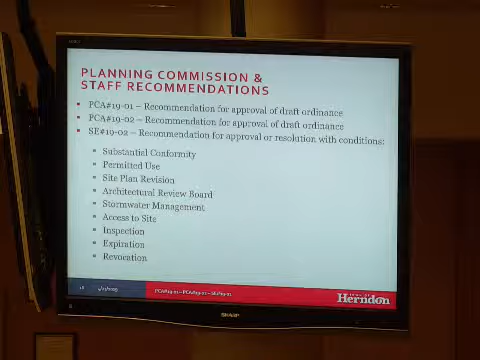 PLANNING COMMISSION &
STAFF RECOMMENDATIONS
PCA#19-01 – Recommendation for approval of draft ordinance
PCA#19-02 – Recommendation for approval of draft ordinance
SE#19-02 – Recommendation for approval or resolution with conditions:
Substantial Conformity
Permitted Use
Site Plan Revision
Architectural Review Board
Stormwater Management
Access to Site
Inspection
Expiration
Revocation
Herndon
SHARP